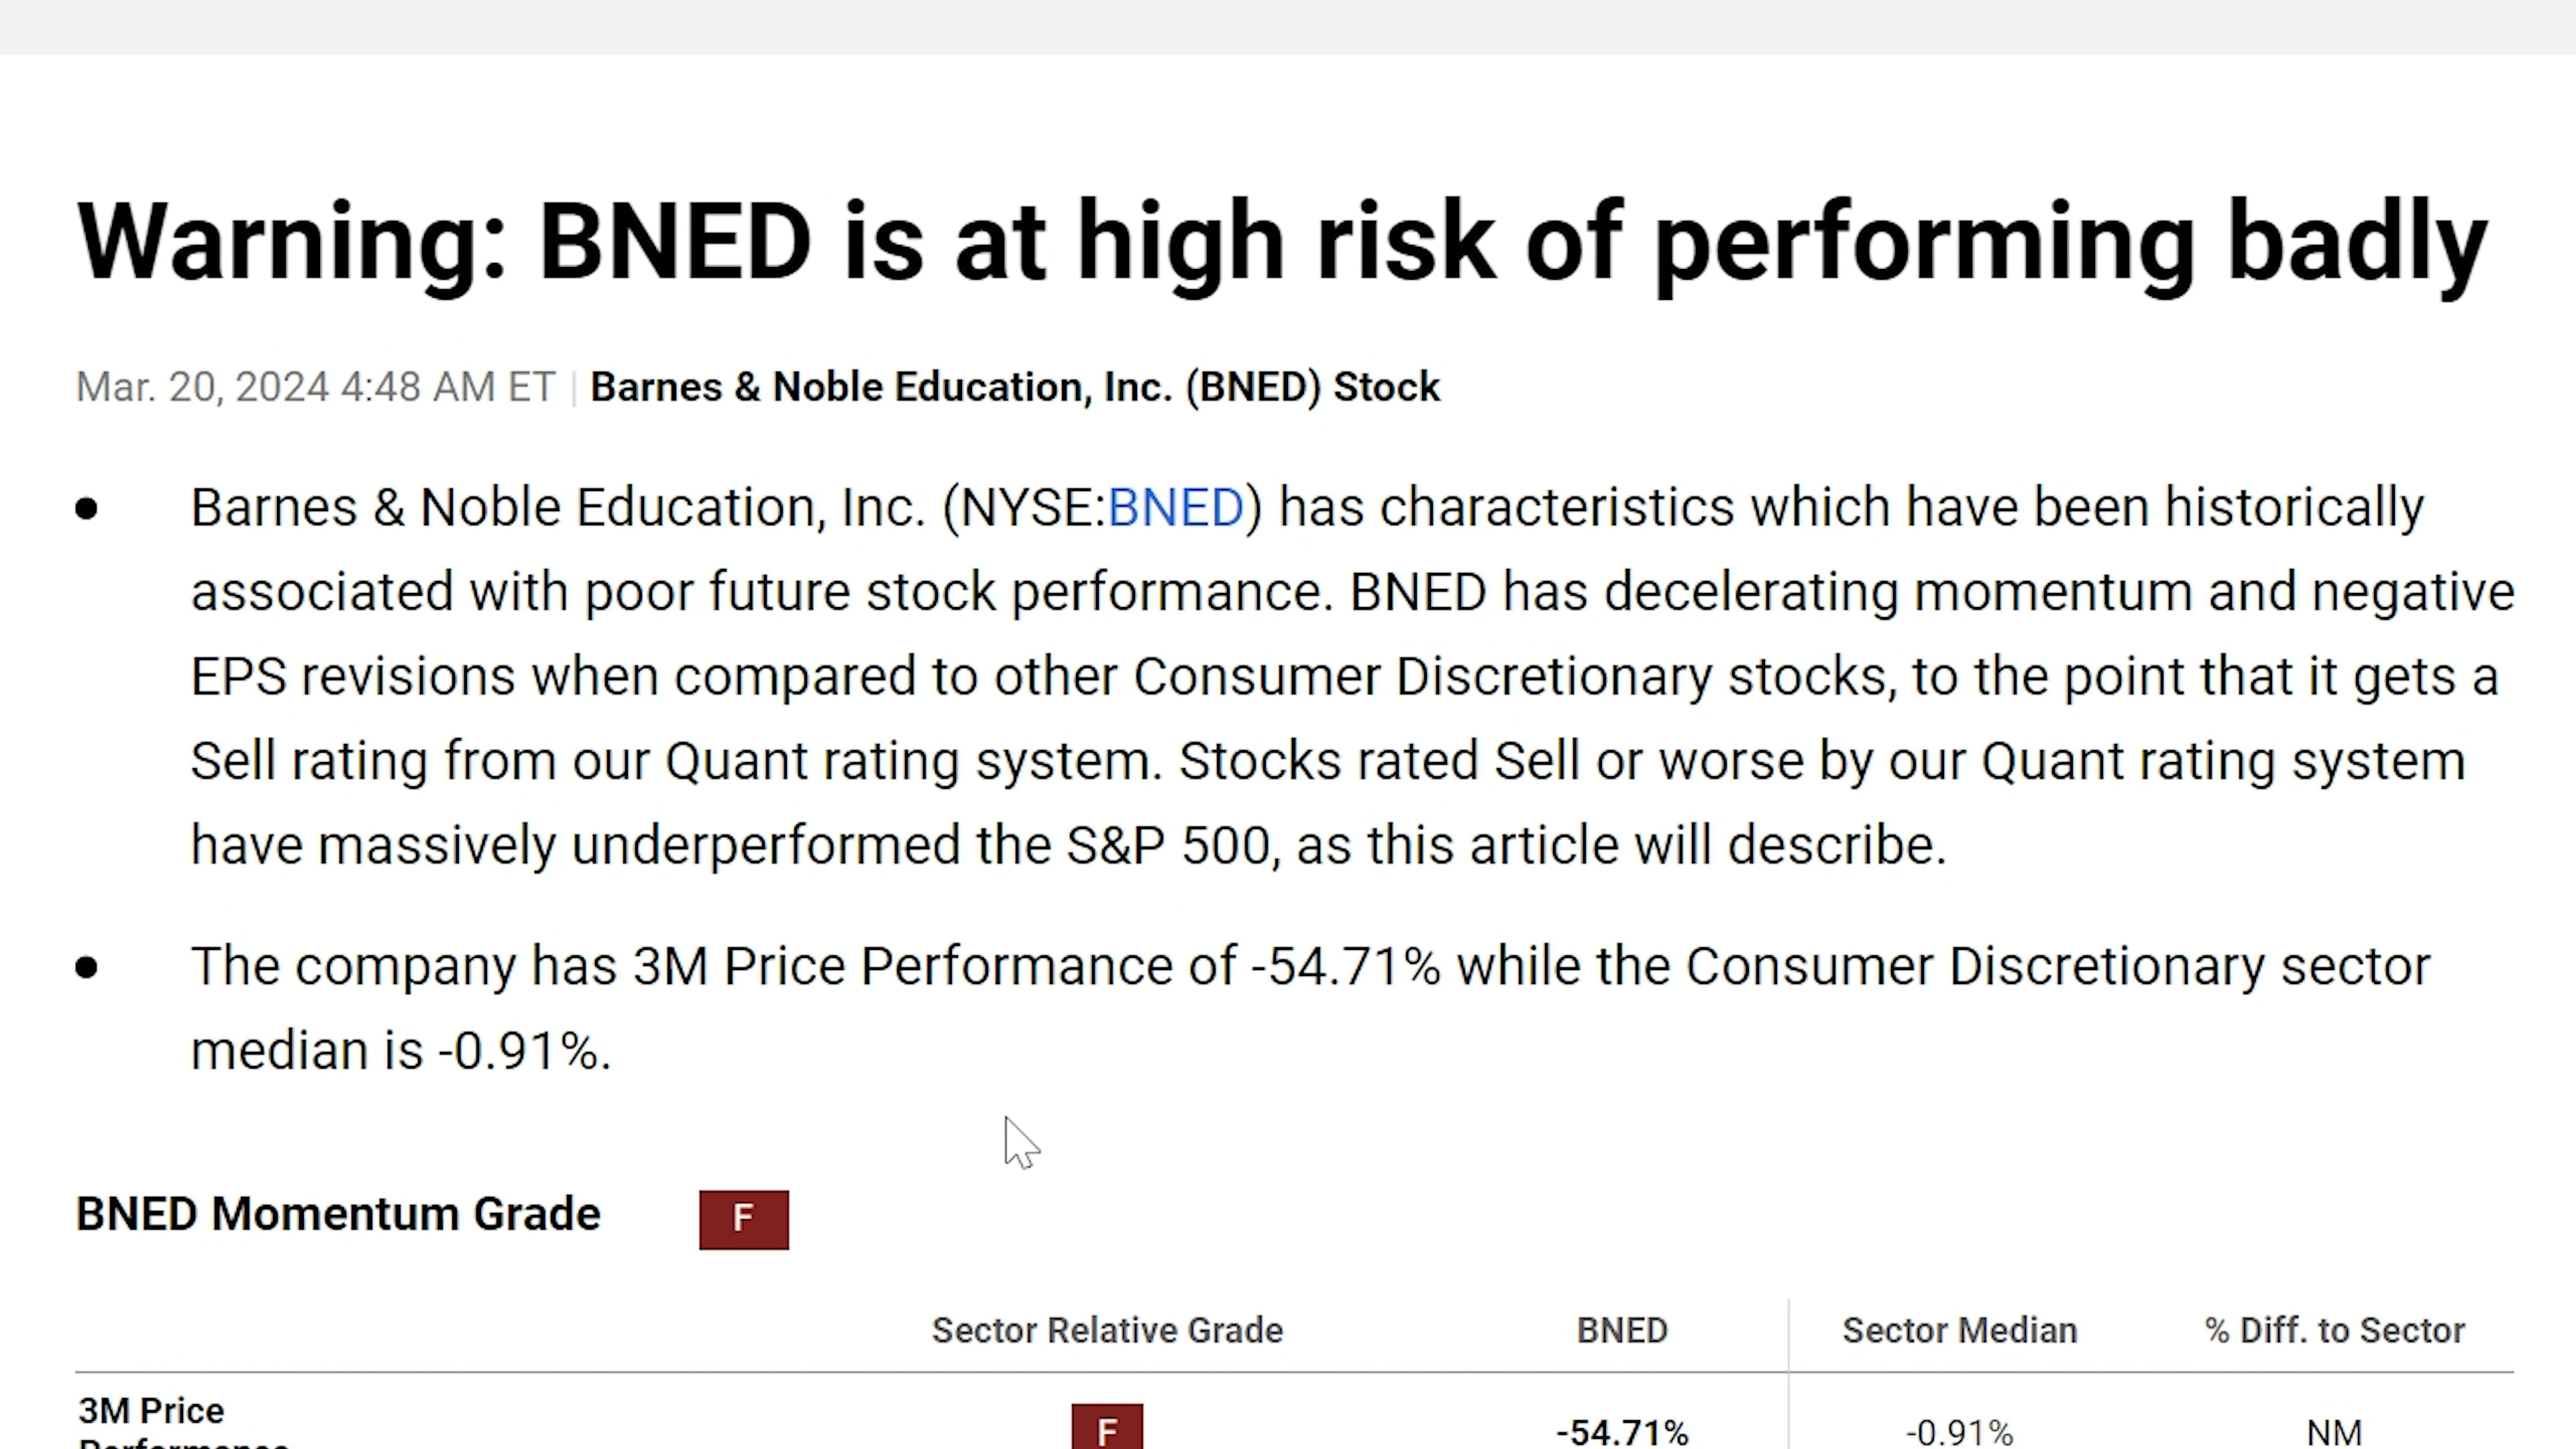 Warning: BNED is at high risk of performing badly
Mar. 20, 2024 4:48 AM ET | Barnes & Noble Education, Inc. (BNED) Stock
• Barnes & Noble Education, Inc. (NYSE:BNED) has characteristics which have been historically
associated with poor future stock performance. BNED has decelerating momentum and negative
EPS revisions when compared to other Consumer Discretionary stocks, to the point that it gets a
Sell rating from our Quant rating system. Stocks rated Sell or worse by our Quant rating system
have massively underperformed the S&P 500, as this article will describe.
• The company has 3M Price Performance of -54.71% while the Consumer Discretionary sector
median is -0.91%.
BNED Momentum Grade F
Sector Relative Grade BNED Sector Median % Diff. to Sector
3M Price F -54.71% -0.91% NM
Performance